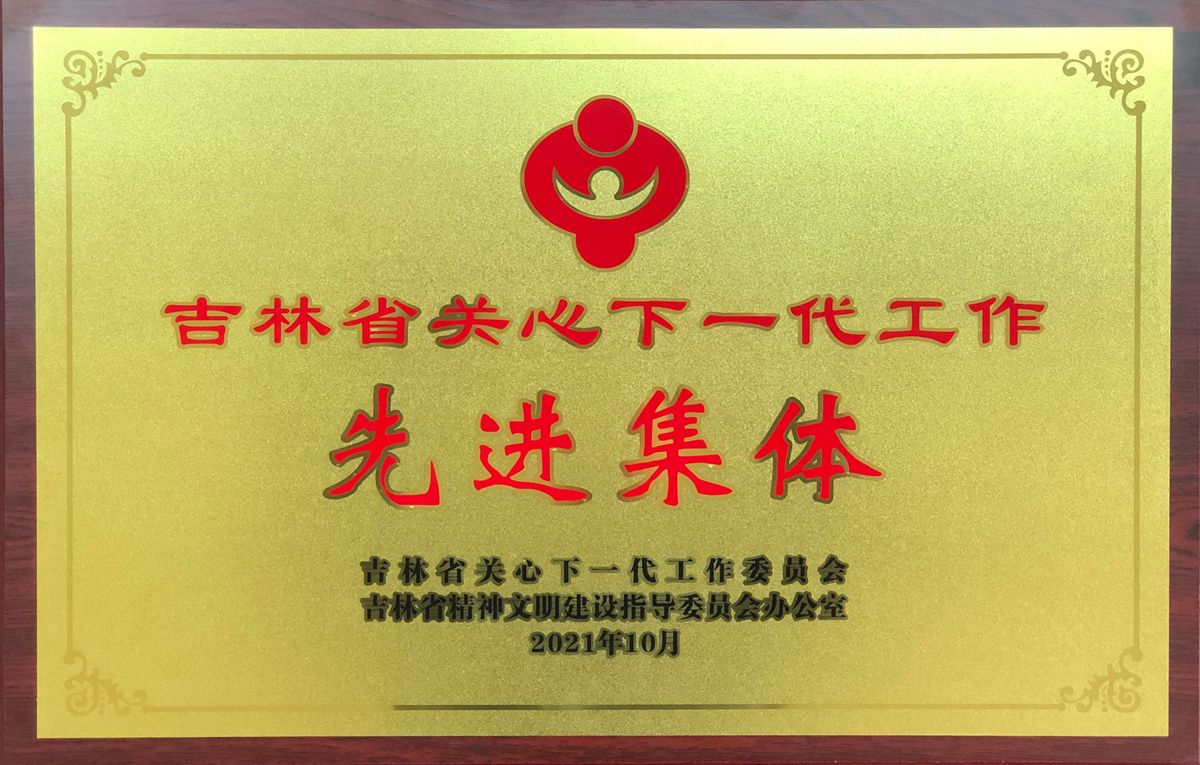 吉林省关心下一代工作
先进集体
吉林省关心下一代工作委员会
吉林省精神文明建设指导委员会办公室
2021年10月